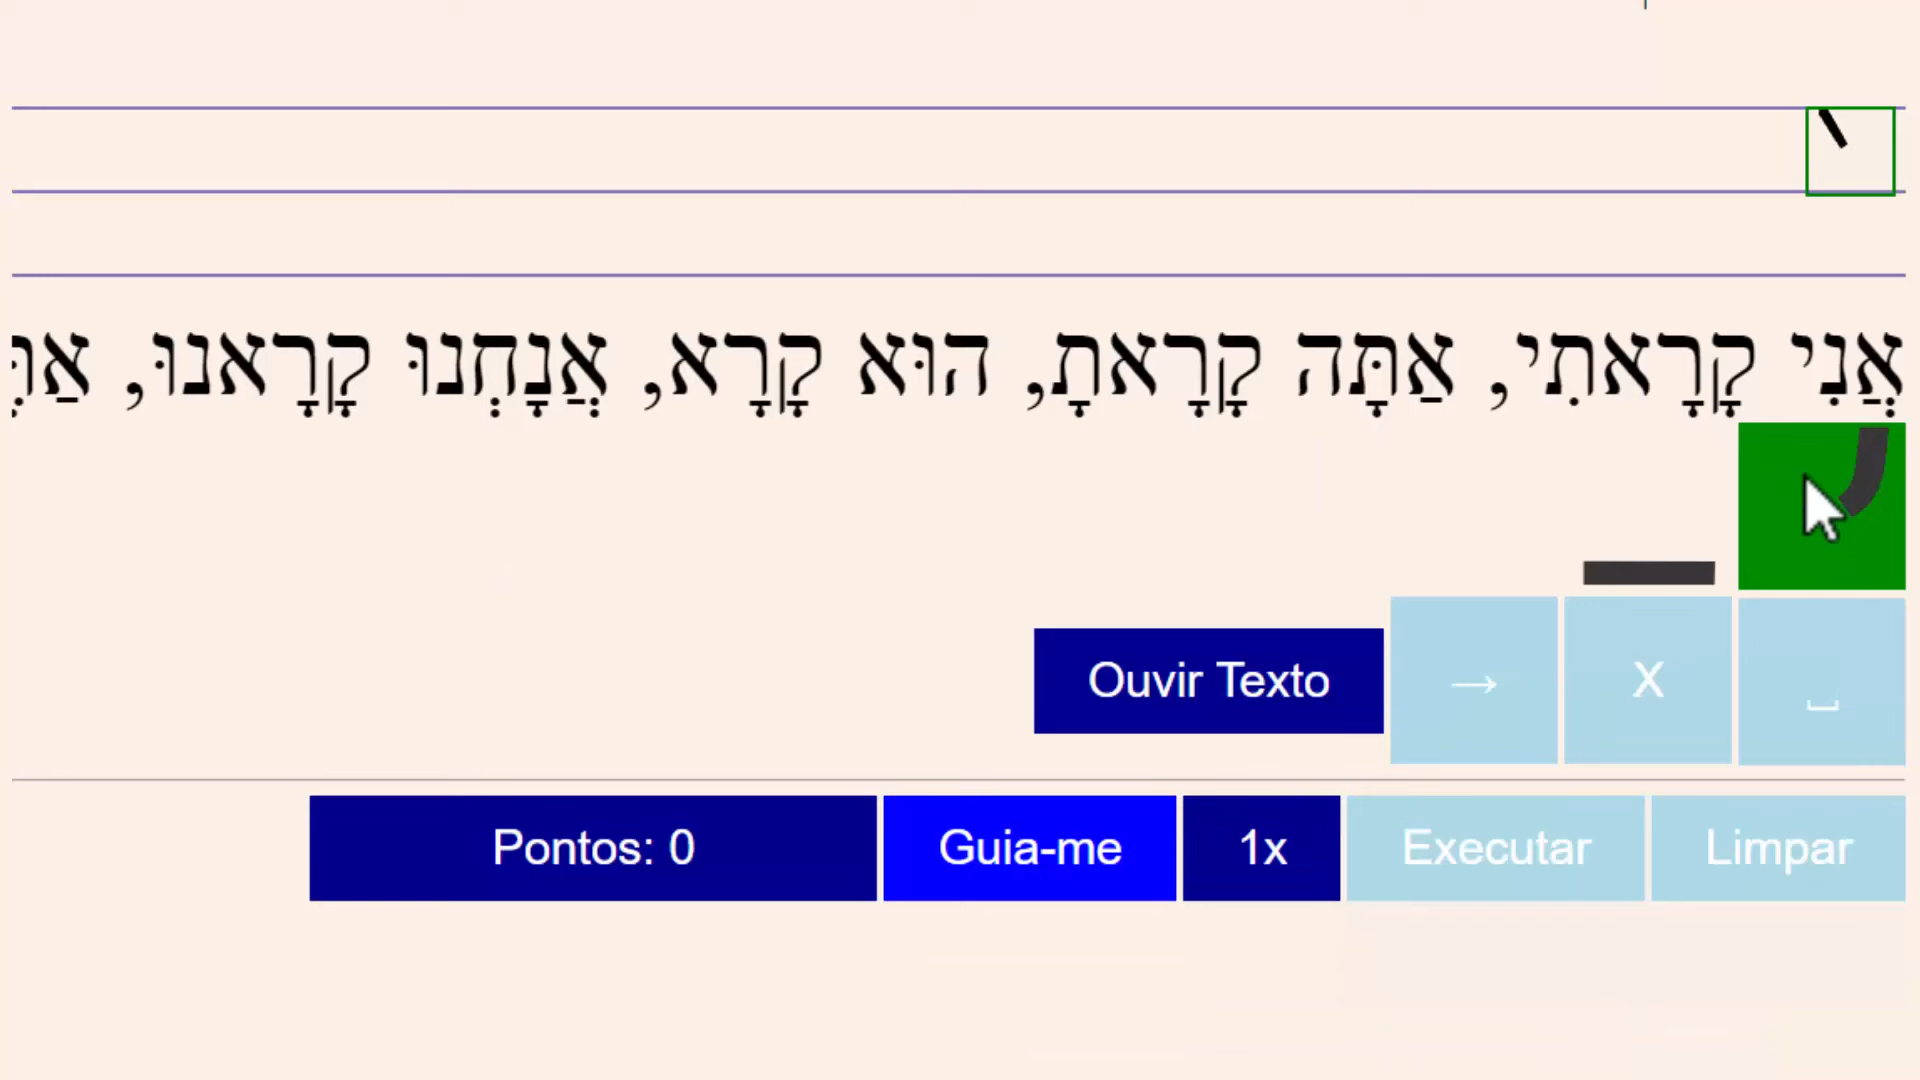 אֲנִי קָרָאתִי, אַתָּה קָרָאתָ, הוּא קָרָא, אֲנָחְנוּ קָרָאנוּ,
Ouvir Texto → X ⎵
Pontos: 0 Guia-me 1x Executar Limpar